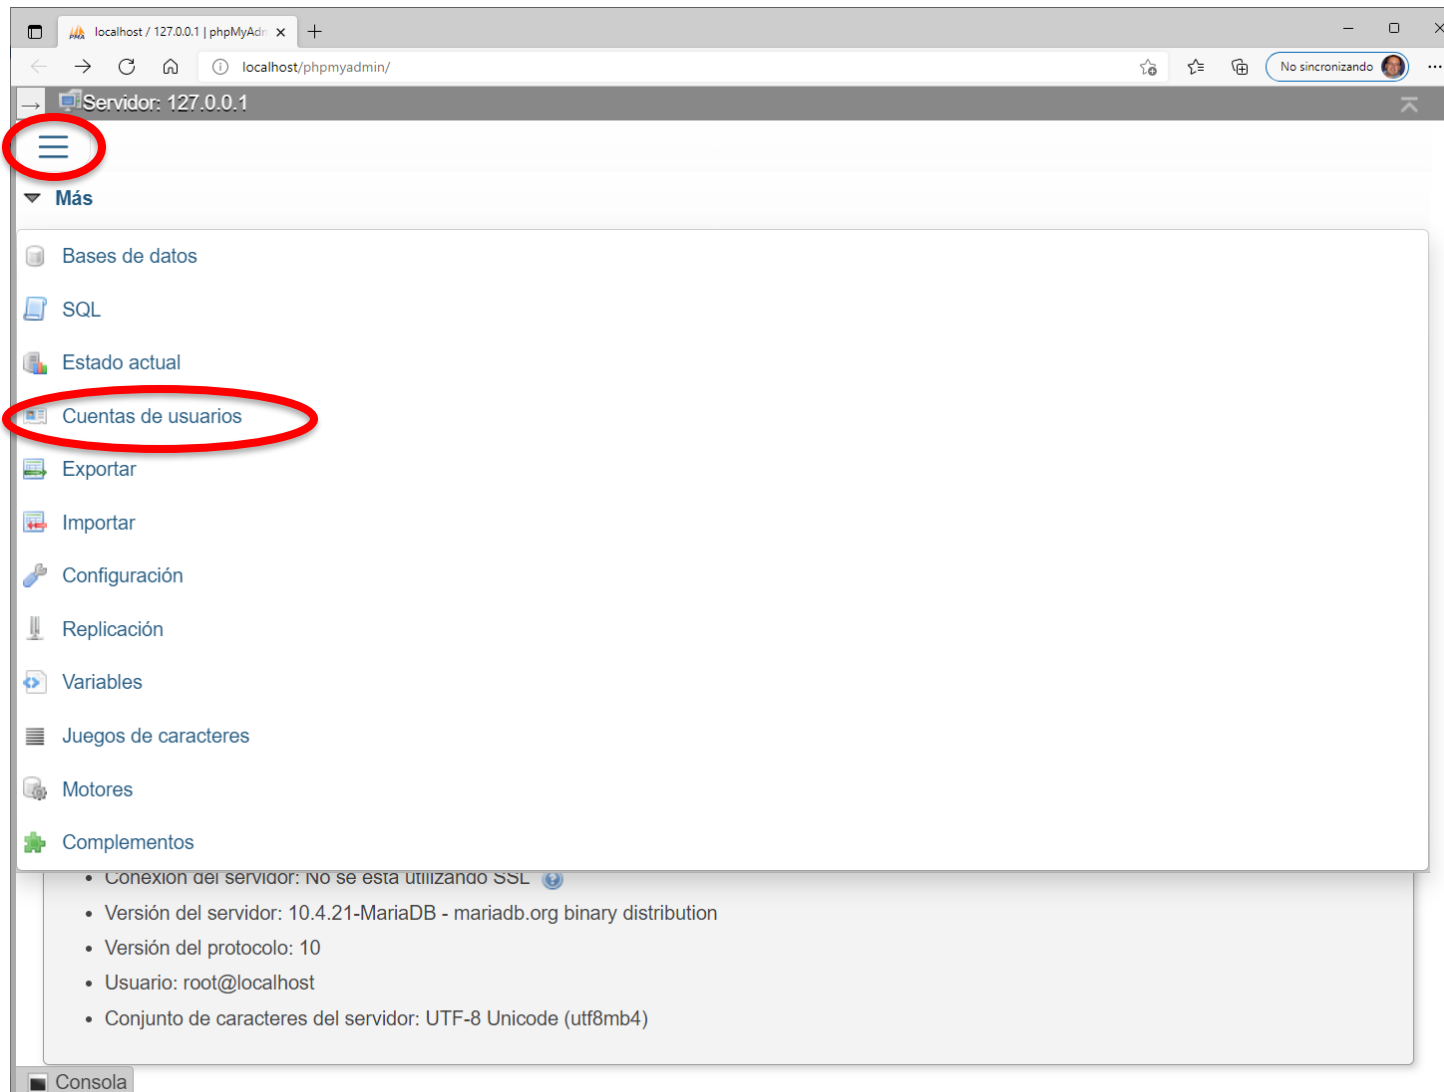 localhost / 127.0.0.1 | phpMyAdn
localhost/phpmyadmin/
No sincronizando
Servidor: 127.0.0.1
Más
Bases de datos
SQL
Estado actual
Cuentas de usuarios
Exportar
Importar
Configuración
Replicación
Variables
Juegos de caracteres
Motores
Complementos
Conexión del servidor: No se está utilizando SSL
Versión del servidor: 10.4.21-MariaDB - mariadb.org binary distribution
Versión del protocolo: 10
Usuario: root@localhost
Conjunto de caracteres del servidor: UTF-8 Unicode (utf8mb4)
Consola